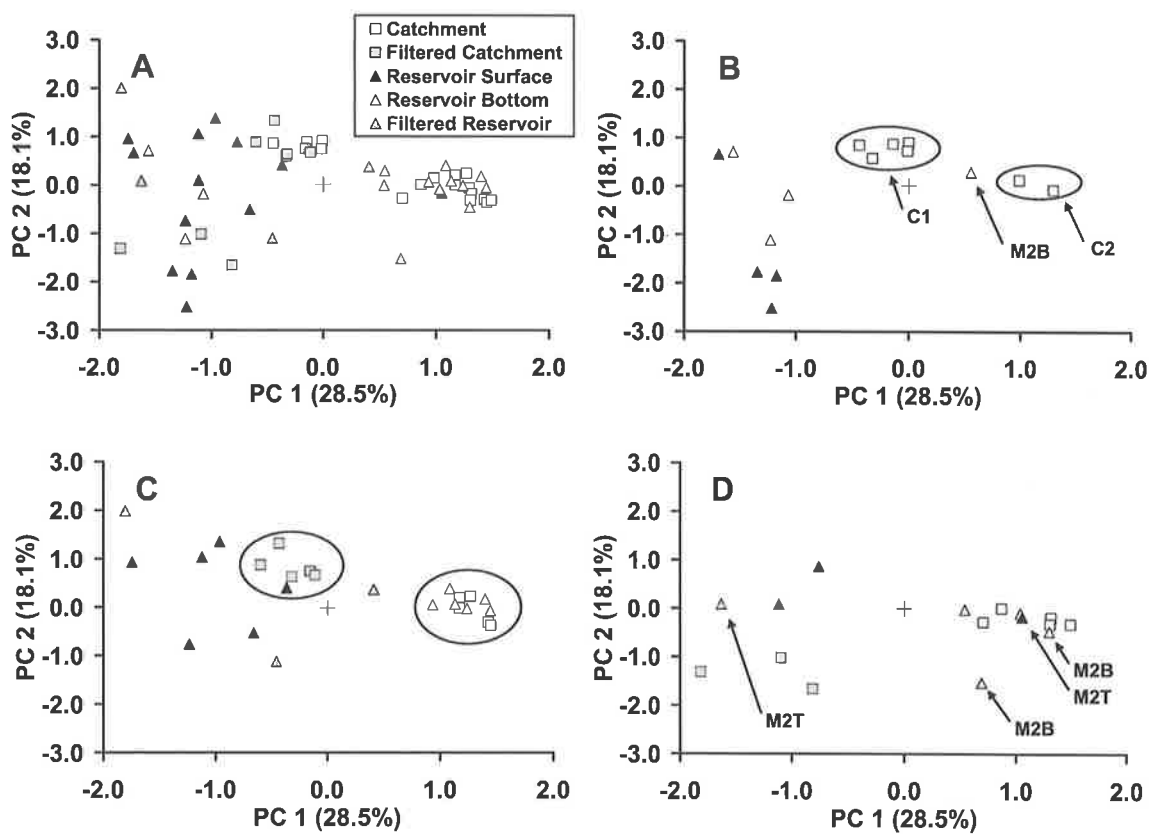 Catchment
Filtered Catchment
Reservoir Surface
Reservoir Bottom
Filtered Reservoir
A
3.0
2.0
1.0
0.0
-1.0
-2.0
-3.0
PC 2 (18.1%)
-2.0 -1.0 0.0 1.0 2.0
PC 1 (28.5%)
B
3.0
2.0
1.0
0.0
-1.0
-2.0
-3.0
PC 2 (18.1%)
C1
M2B
C2
-2.0 -1.0 0.0 1.0 2.0
PC 1 (28.5%)
C
3.0
2.0
1.0
0.0
-1.0
-2.0
-3.0
PC 2 (18.1%)
-2.0 -1.0 0.0 1.0 2.0
PC 1 (28.5%)
D
3.0
2.0
1.0
0.0
-1.0
-2.0
-3.0
PC 2 (18.1%)
M2B
M2T
M2T
M2B
-2.0 -1.0 0.0 1.0 2.0
PC 1 (28.5%)